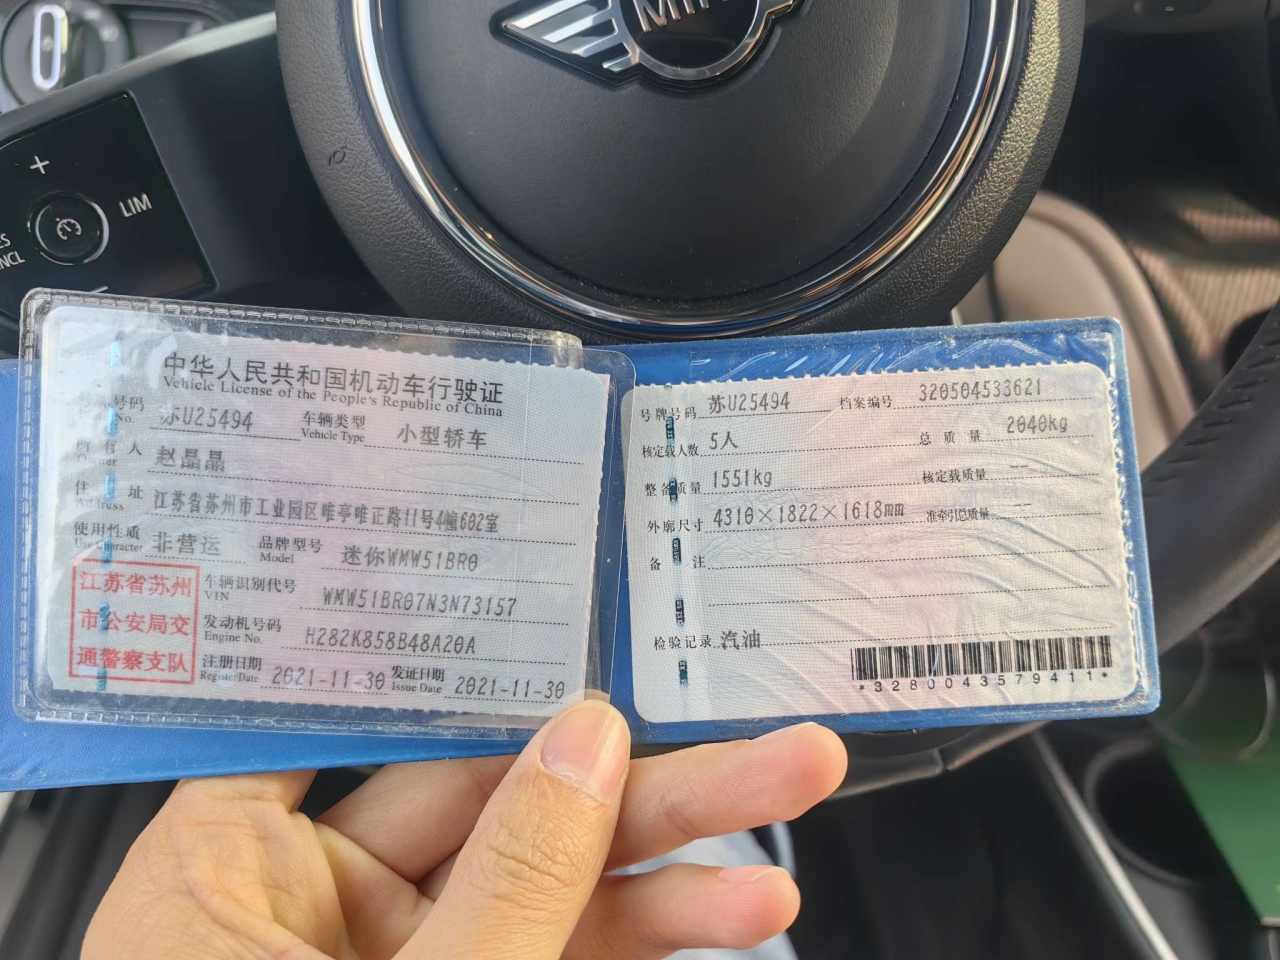 MINI
+
LIM
中华人民共和国机动车行驶证
Vehicle License of the People's Republic of China
号牌号码 苏U25494 车辆类型 小型轿车
No. Vehicle Type
所有人 赵晶晶
住址 江苏省苏州市工业园区唯亭唯正路11号4幢602室
Address
使用性质 非营运 品牌型号 迷你WMW51BR0
Use Character Model
江苏省苏州
市公安局交
通警察支队
车辆识别代号 WMW51BR07N3N73157
VIN
发动机号码 H282K858B48A20A
Engine No.
注册日期 2021-11-30 发证日期 2021-11-30
Register Date Issue Date
号牌号码 苏U25494 档案编号 320504533621
核定载人数 5人 总质量 2040kg
整备质量 1551kg 核定载质量 --
外廓尺寸 4310×1822×1618mm 准牵引总质量 --
备注
检验记录 汽油
*3280043579411*